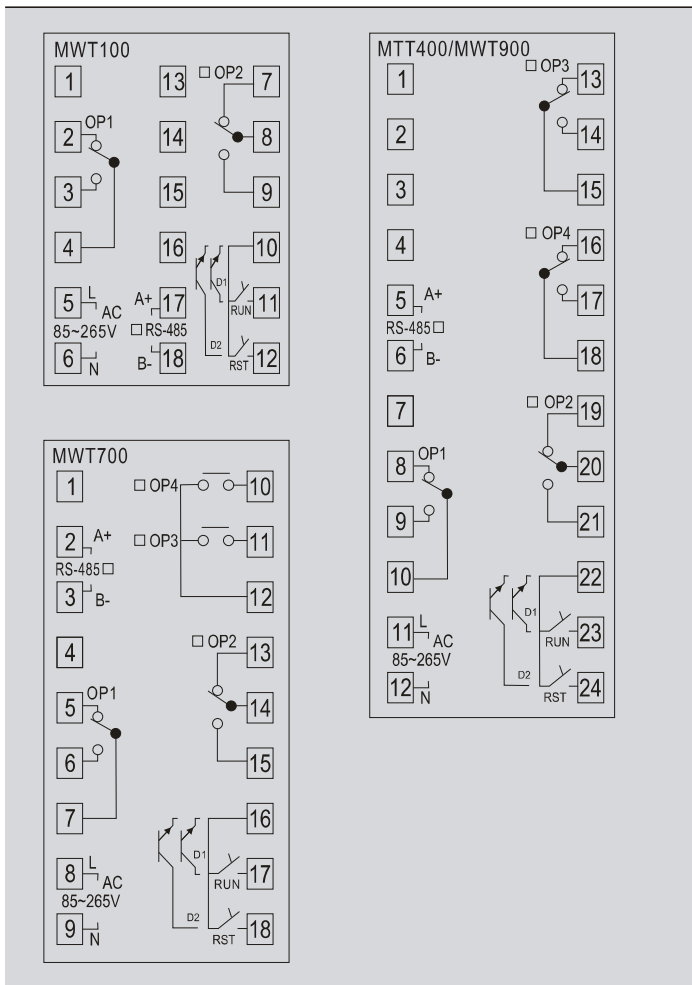 MWT100
1 13 □ OP2 7
2 OP1 14 8
3 15 9
4 16 10
5 L AC A+ 17 D1 RUN 11
85~265V □ RS-485
6 N B- 18 D2 RST 12
MWT700
1 □ OP4 10
2 A+ □ OP3 11
RS-485 □
3 B- 12
4 □ OP2 13
5 OP1 14
6 15
7 16
8 L AC D1 RUN 17
85~265V
9 N D2 RST 18
MTT400/MWT900
1 □ OP3 13
2 14
3 15
4 □ OP4 16
5 A+ 17
RS-485 □
6 B- 18
7 □ OP2 19
8 OP1 20
9 21
10 22
11 L AC D1 RUN 23
85~265V
12 N D2 RST 24